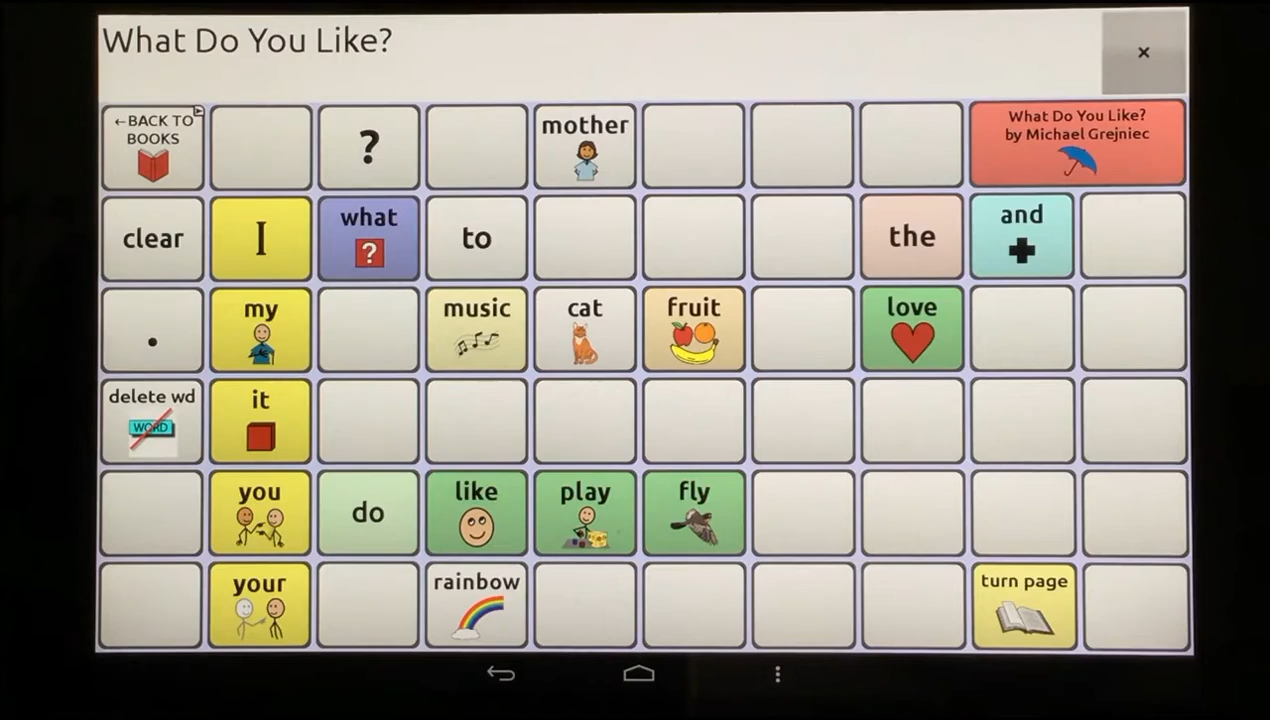 What Do You Like?
×
←BACK TO
BOOKS
?
mother
What Do You Like?
by Michael Grejniec
clear
I
what
?
to
the
and
.
my
music
cat
fruit
love
delete wd
WORD
it
you
do
like
play
fly
your
rainbow
turn page